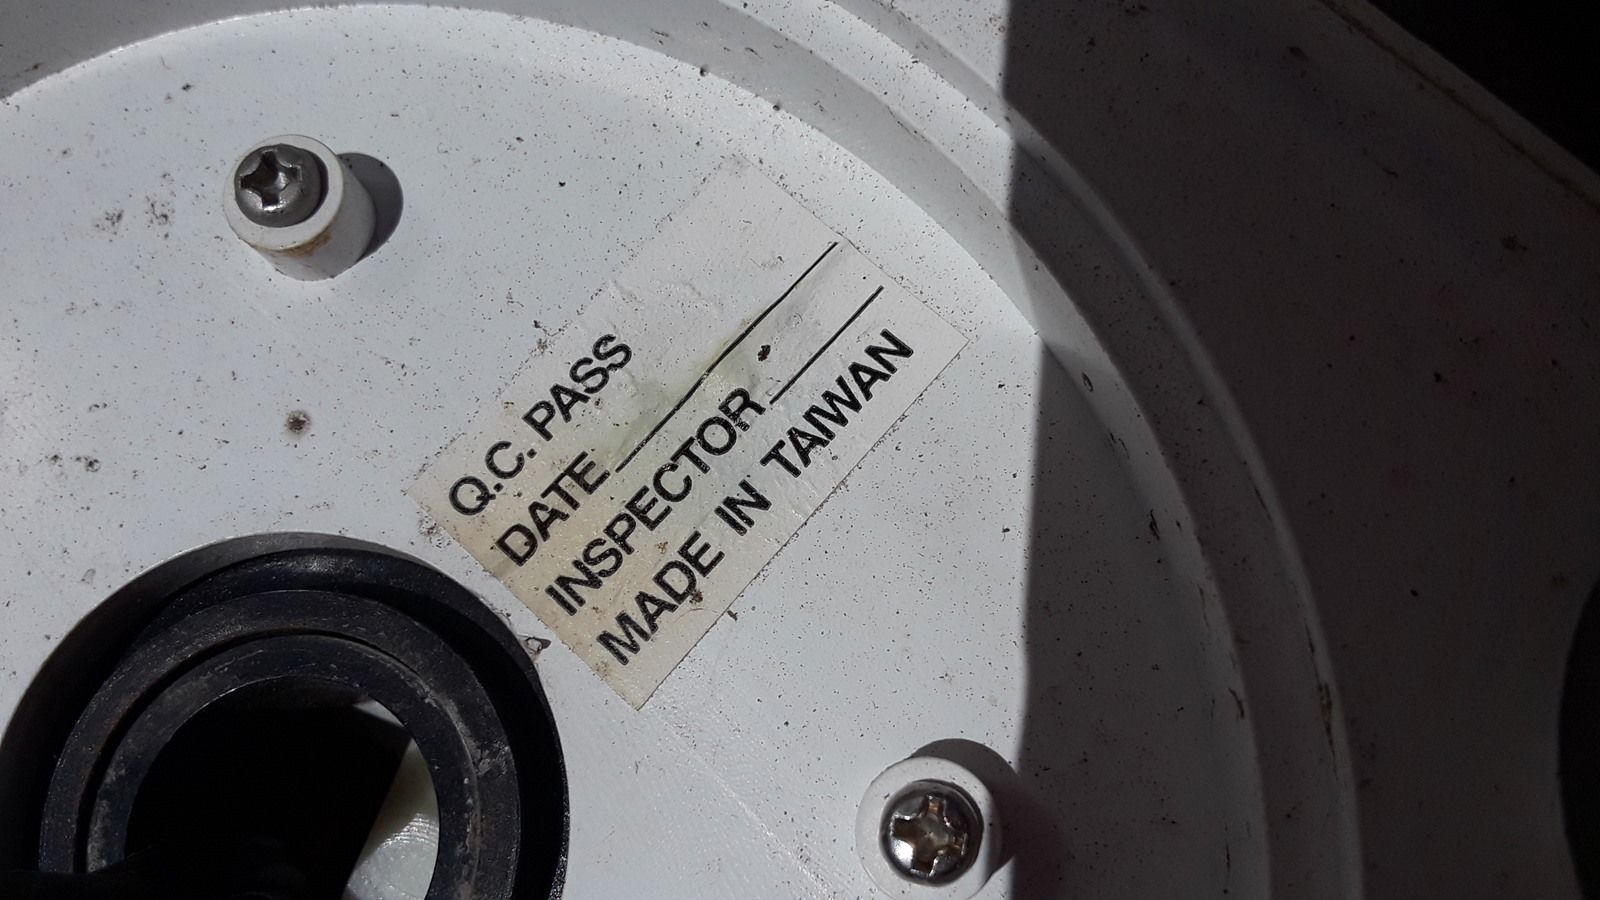 Q.C. PASS
DATE
INSPECTOR
MADE IN TAIWAN